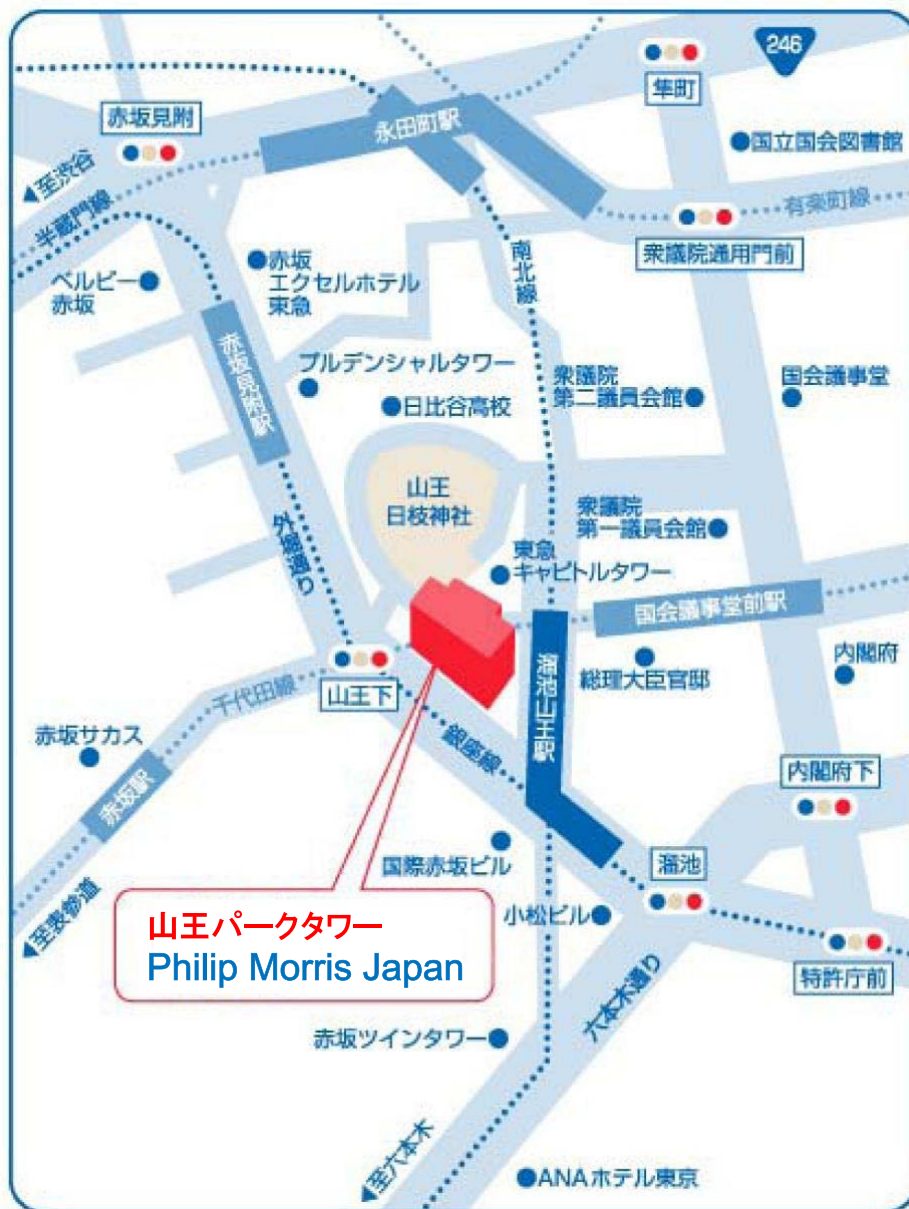 246
隼町
赤坂見附
永田町駅
国立国会図書館
至渋谷
半蔵門線
有楽町線
衆議院通用門前
南北線
赤坂
エクセルホテル
東急
ベルビー
赤坂
赤坂見附駅
プルデンシャルタワー
衆議院
第二議員会館
国会議事堂
日比谷高校
山王
日枝神社
衆議院
第一議員会館
外堀通り
東急
キャピトルタワー
国会議事堂前駅
溜池山王駅
総理大臣官邸
内閣府
千代田線
山王下
赤坂サカス
銀座線
赤坂駅
内閣府下
国際赤坂ビル
溜池
小松ビル
至表参道
山王パークタワー
Philip Morris Japan
特許庁前
六本木通り
赤坂ツインタワー
至六本木
ANAホテル東京